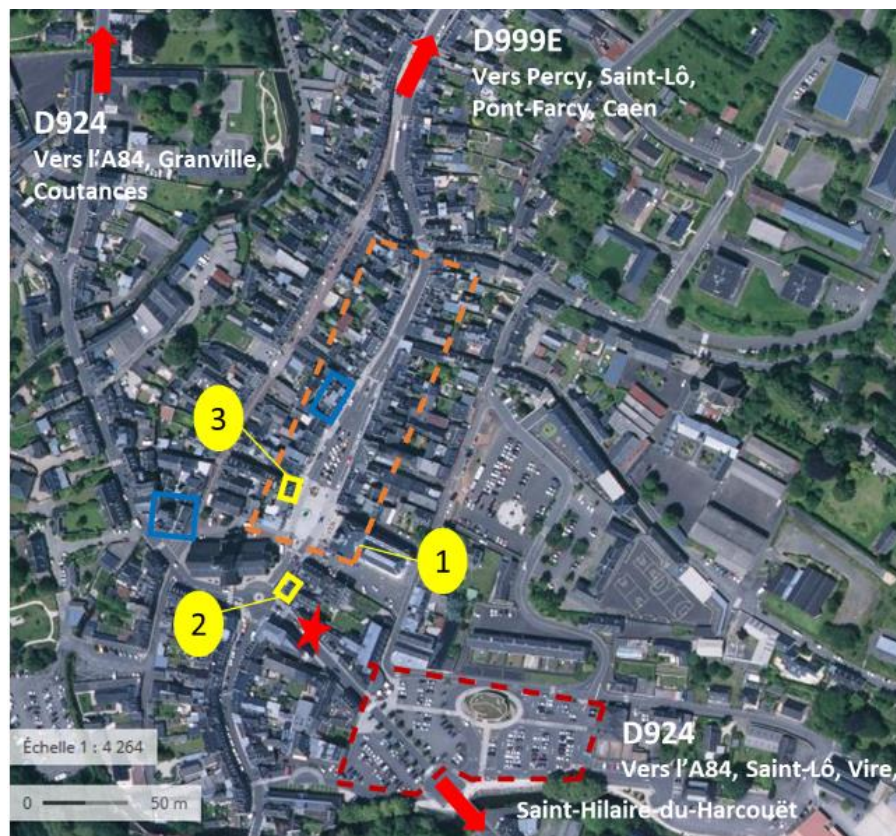 D999E
Vers Percy, Saint-Lô,
Pont-Farcy, Caen
D924
Vers l'A84, Granville,
Coutances
3
1
2
D924
Vers l'A84, Saint-Lô, Vire,
Saint-Hilaire-du-Harcouët
Échelle 1 : 4 264
0 50 m